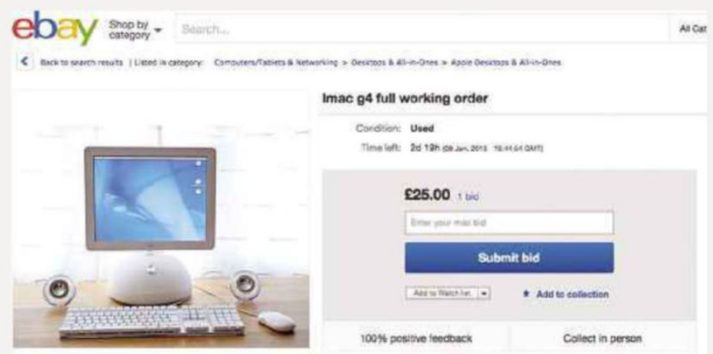 ebay
Shop by
category
Search...
All Cat
Back to search results | Listed in category: Computers/Tablets & Networking > Desktops & All-in-Ones > Apple Desktops & All-in-Ones
Imac g4 full working order
Condition: Used
Time left: 2d 19h
£25.00 1 bid
Enter your max bid
Submit bid
Add to Watch list
Add to collection
100% positive feedback
Collect in person